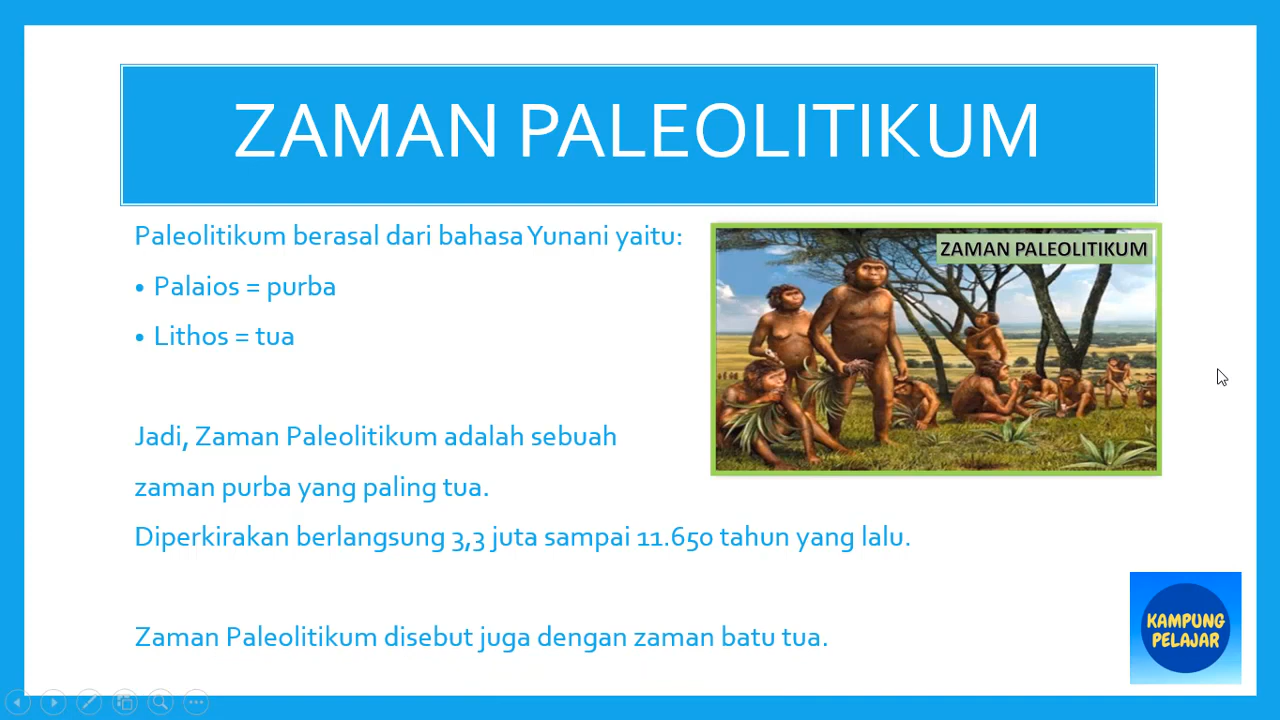 ZAMAN PALEOLITIKUM
Paleolitikum berasal dari bahasa Yunani yaitu:
• Palaios = purba
• Lithos = tua
ZAMAN PALEOLITIKUM
Jadi, Zaman Paleolitikum adalah sebuah
zaman purba yang paling tua.
Diperkirakan berlangsung 3,3 juta sampai 11.650 tahun yang lalu.
Zaman Paleolitikum disebut juga dengan zaman batu tua.
KAMPUNG
PELAJAR